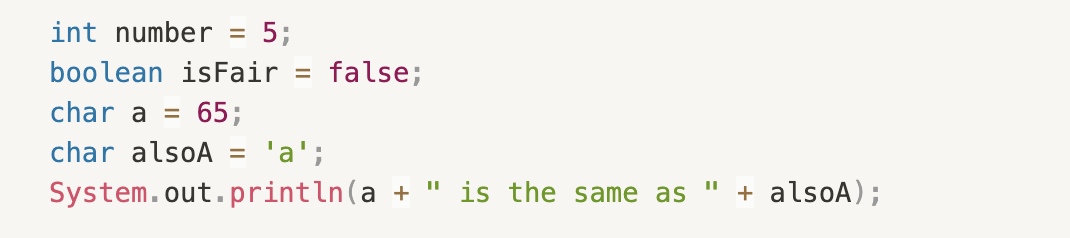 int number = 5;
boolean isFair = false;
char a = 65;
char alsoA = 'a';
System.out.println(a + " is the same as " + alsoA);